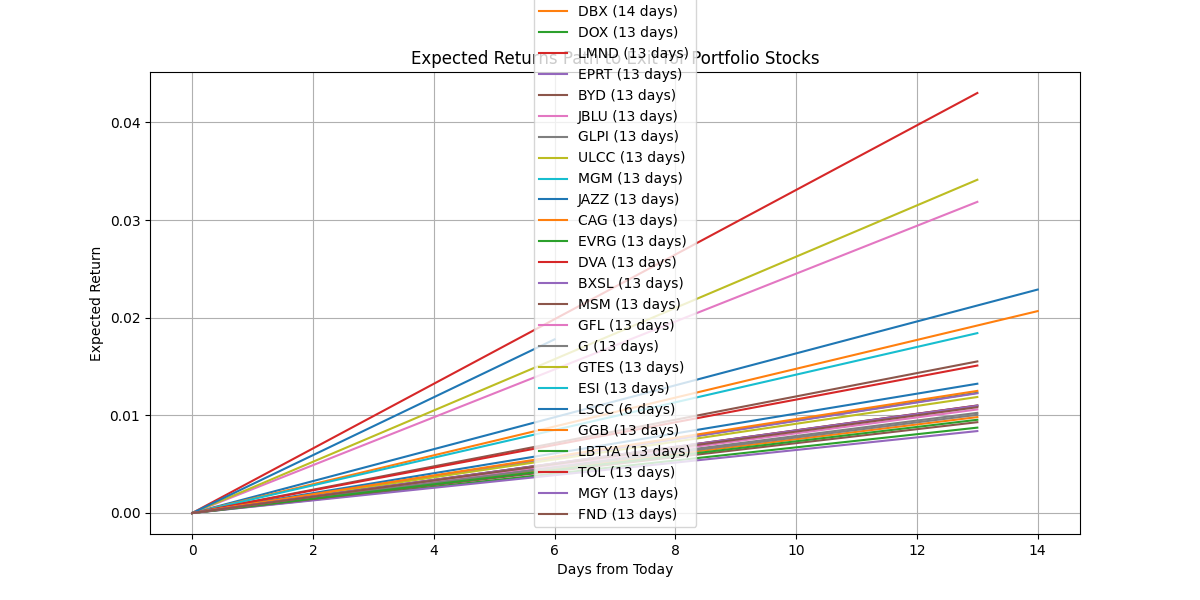 Expected Returns Path to Exit for Portfolio Stocks
DBX (14 days)
DOX (13 days)
LMND (13 days)
EPRT (13 days)
BYD (13 days)
JBLU (13 days)
GLPI (13 days)
ULCC (13 days)
MGM (13 days)
JAZZ (13 days)
CAG (13 days)
EVRG (13 days)
DVA (13 days)
BXSL (13 days)
MSM (13 days)
GFL (13 days)
G (13 days)
GTES (13 days)
ESI (13 days)
LSCC (6 days)
GGB (13 days)
LBTYA (13 days)
TOL (13 days)
MGY (13 days)
FND (13 days)
Expected Return
0.04
0.03
0.02
0.01
0.00
0 2 4 6 8 10 12 14
Days from Today